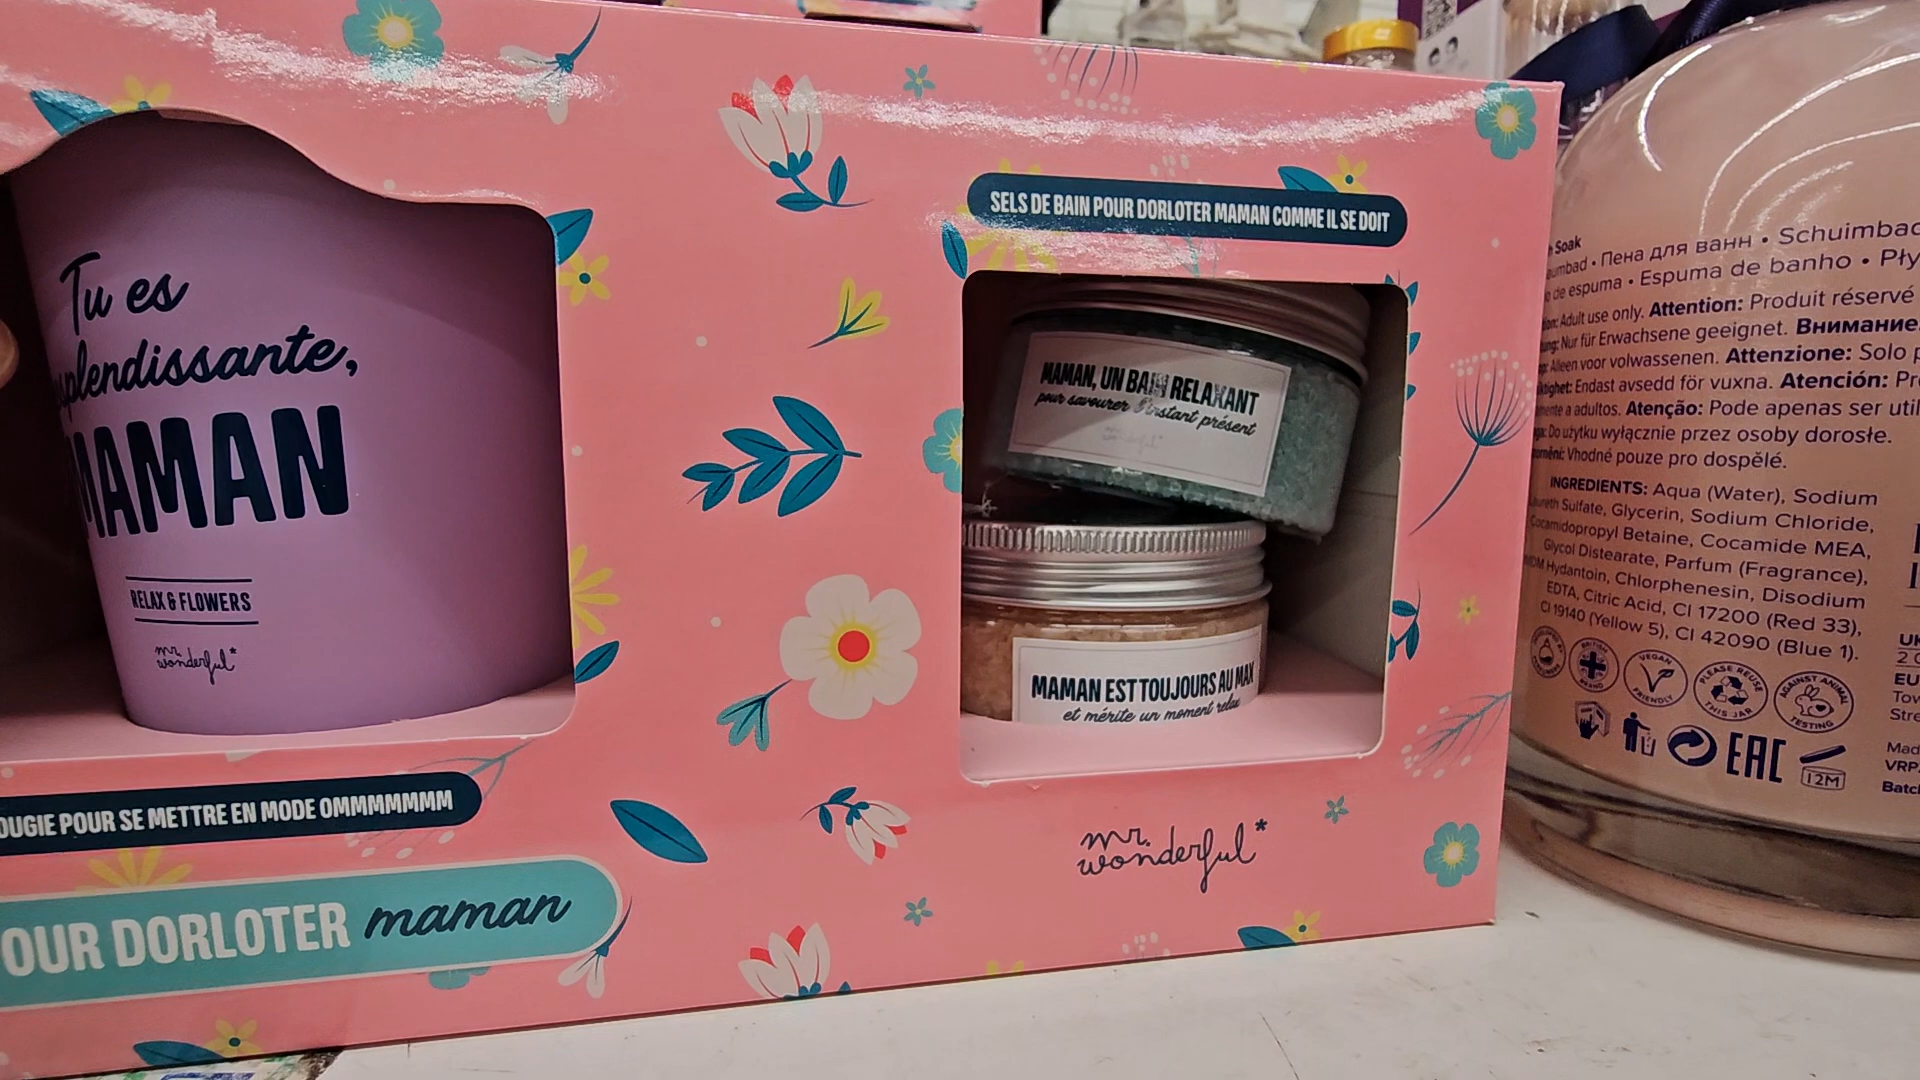 Tu es
MAMAN
RELAX & FLOWERS
mr.
wonderful*
POUR SE METTRE EN MODE OMMMMMMM
DORLOTER maman
SELS DE BAIN POUR DORLOTER MAMAN COMME IL SE DOIT
MAMAN, UN BAIN RELAXANT
pour savourer l'instant présent
mr.
wonderful*
MAMAN EST TOUJOURS AU MAX
et mérite un moment relax
mr.
wonderful*
Soak
• Пена для ванн • Schuimbad
de espuma • Espuma de banho •
Adult use only. Attention: Produit réservé
Nur für Erwachsene geeignet. Внимание:
Alleen voor volwassenen. Attenzione: Solo
Endast avsedd för vuxna. Atención:
a adultos. Atenção: Pode apenas ser
Do użytku wyłącznie przez osoby dorosłe.
Vhodné pouze pro dospělé.
INGREDIENTS: Aqua (Water), Sodium
Sulfate, Glycerin, Sodium Chloride,
Cocamidopropyl Betaine, Cocamide MEA,
Glycol Distearate, Parfum (Fragrance),
Hydantoin, Chlorphenesin, Disodium
EDTA, Citric Acid, CI 17200 (Red 33),
CI 19140 (Yellow 5), CI 42090 (Blue 1).
BRITISH
BRAND
VEGAN
FRIENDLY
PLEASE REUSE
THIS JAR
AGAINST ANIMAL
TESTING
EAC
12M